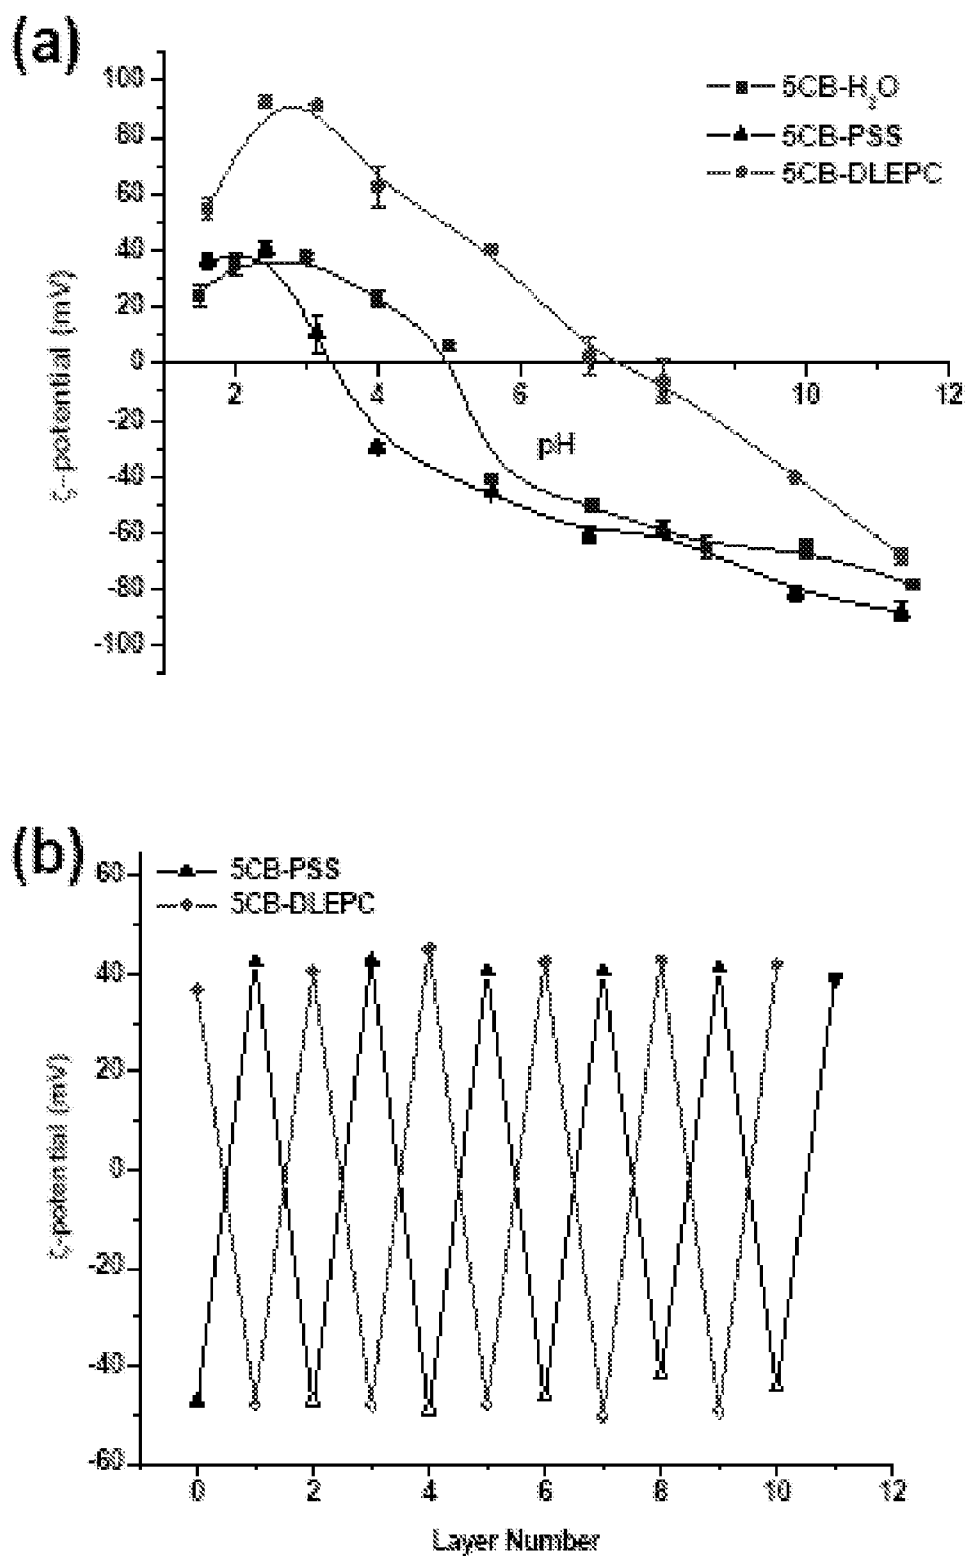 (a)
100
80
60
40
20
0
-20
-40
-60
-80
-100
ζ-potential (mV)
2
4
6
8
10
12
pH
5CB-H₂O
5CB-PSS
5CB-DLEPC
(b)
60
40
20
0
-20
-40
-60
ζ-potential (mV)
5CB-PSS
5CB-DLEPC
0
2
4
6
8
10
12
Layer Number